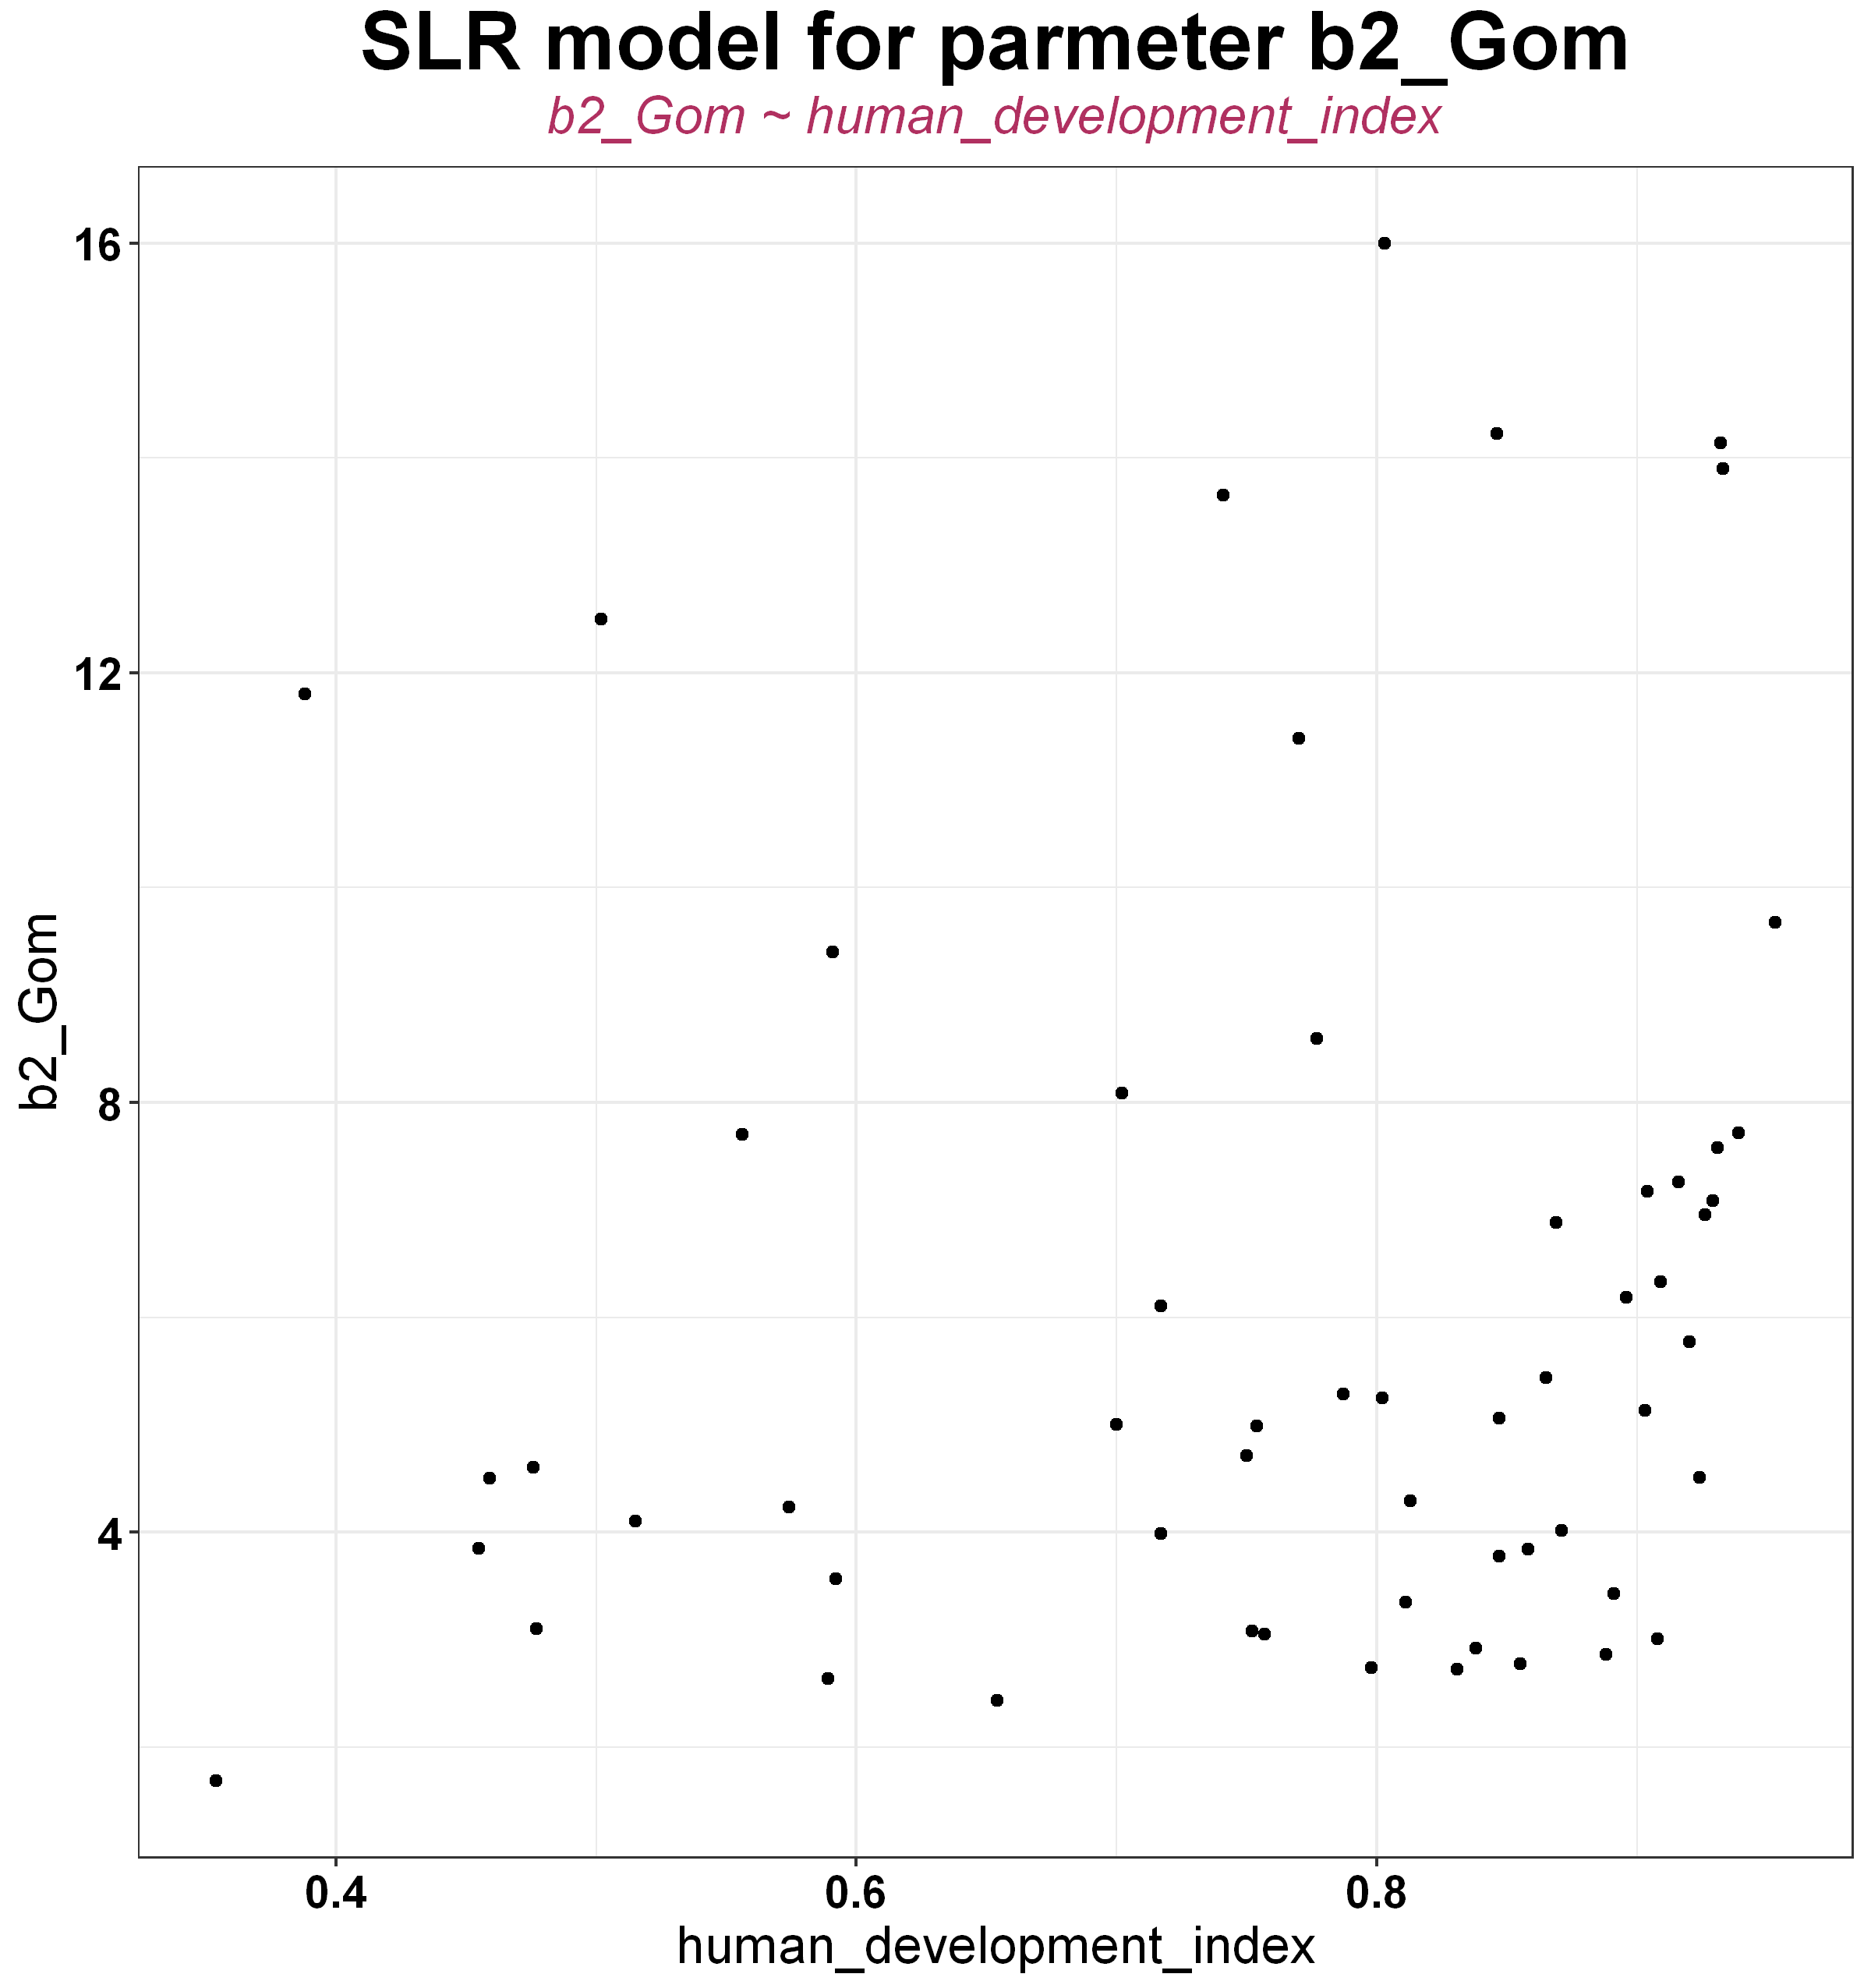 SLR model for parmeter b2_Gom
b2_Gom ~ human_development_index
16
12
8
4
b2_Gom
0.4
0.6
0.8
human_development_index